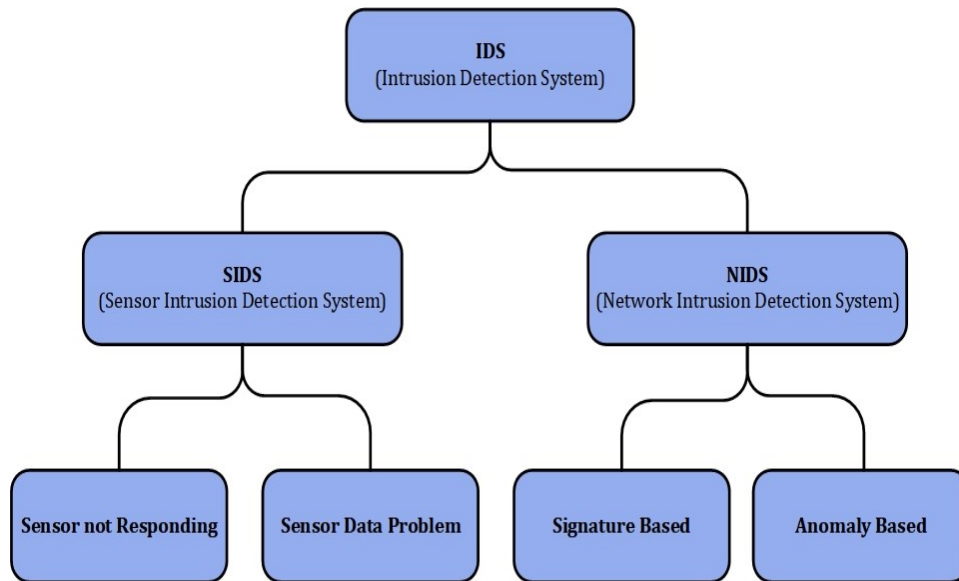 IDS
(Intrusion Detection System)
SIDS
(Sensor Intrusion Detection System)
NIDS
(Network Intrusion Detection System)
Sensor not Responding
Sensor Data Problem
Signature Based
Anomaly Based